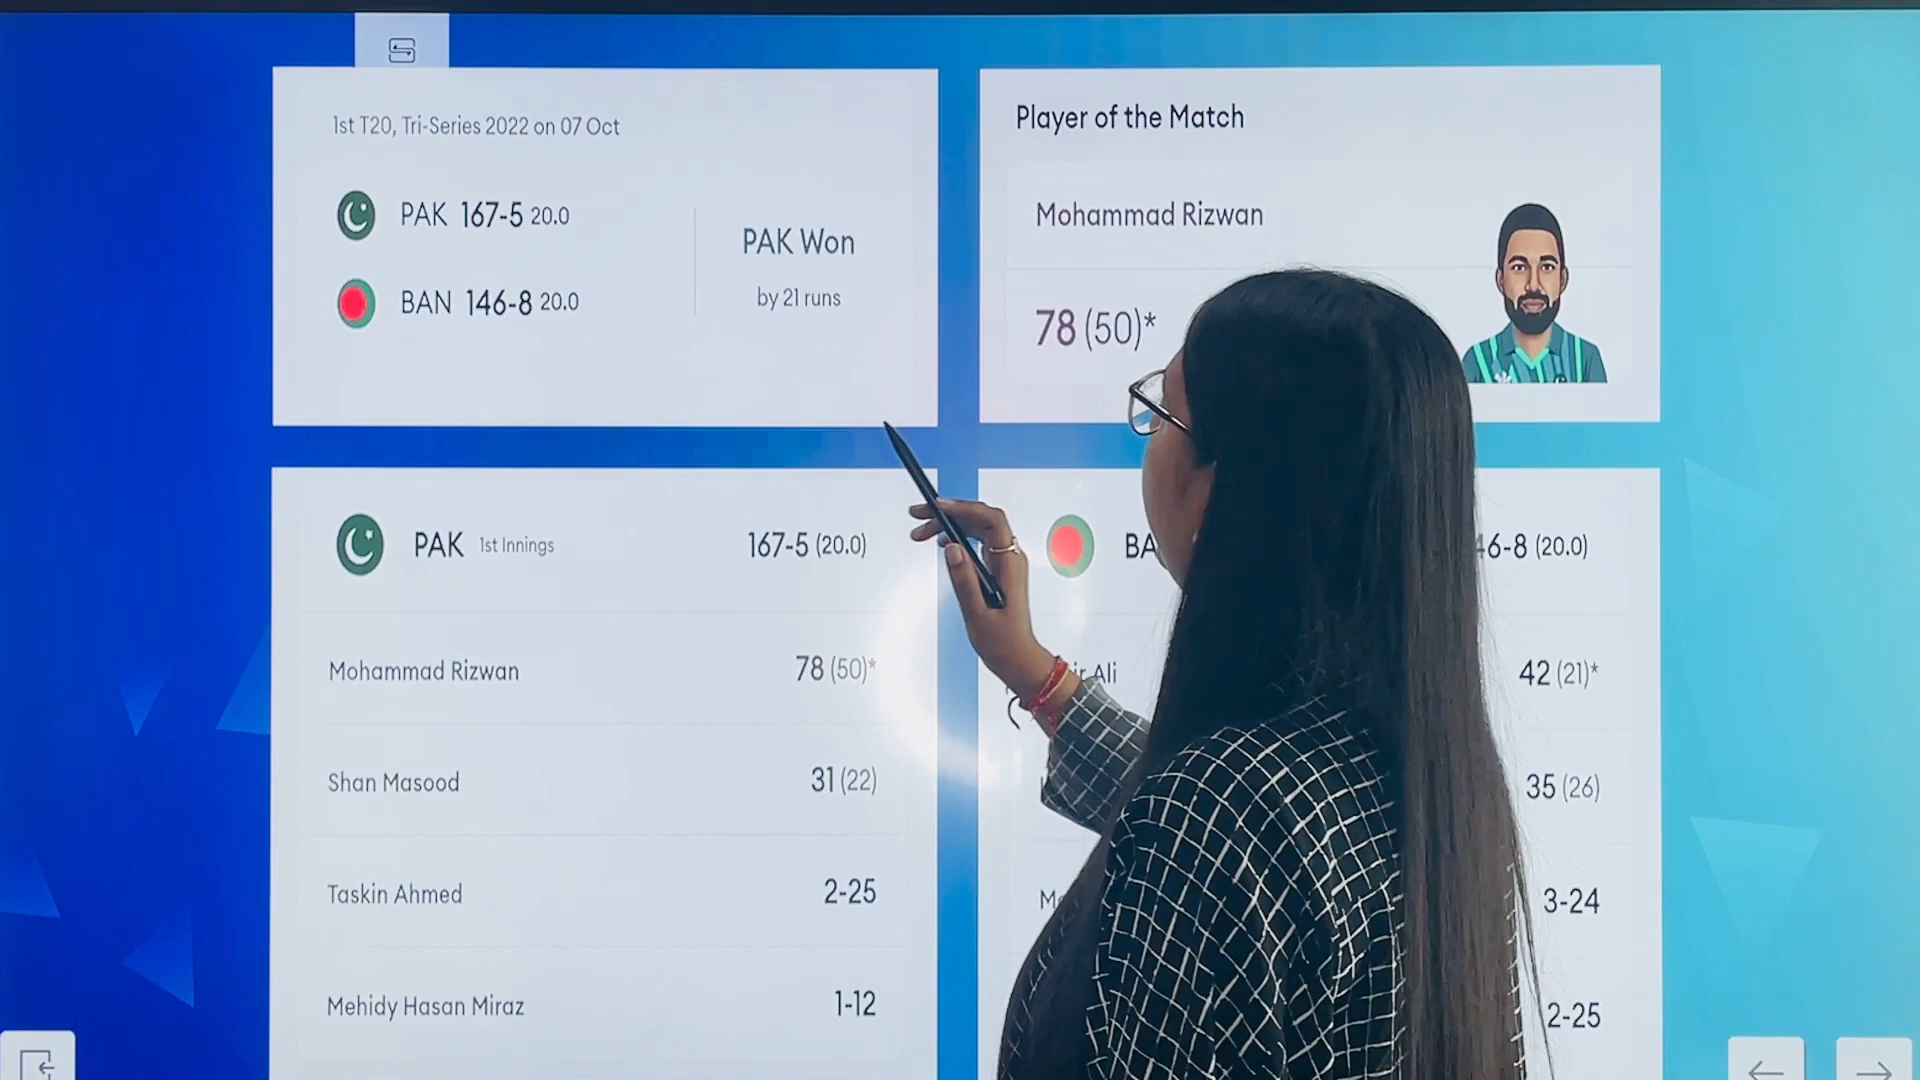 1st T20, Tri-Series 2022 on 07 Oct
PAK 167-5 20.0
BAN 146-8 20.0
PAK Won
by 21 runs
Player of the Match
Mohammad Rizwan
78 (50)*
PAK 1st Innings 167-5 (20.0)
Mohammad Rizwan 78 (50)*
Shan Masood 31 (22)
Taskin Ahmed 2-25
Mehidy Hasan Miraz 1-12
6-8 (20.0)
Ali 42 (21)*
35 (26)
3-24
2-25